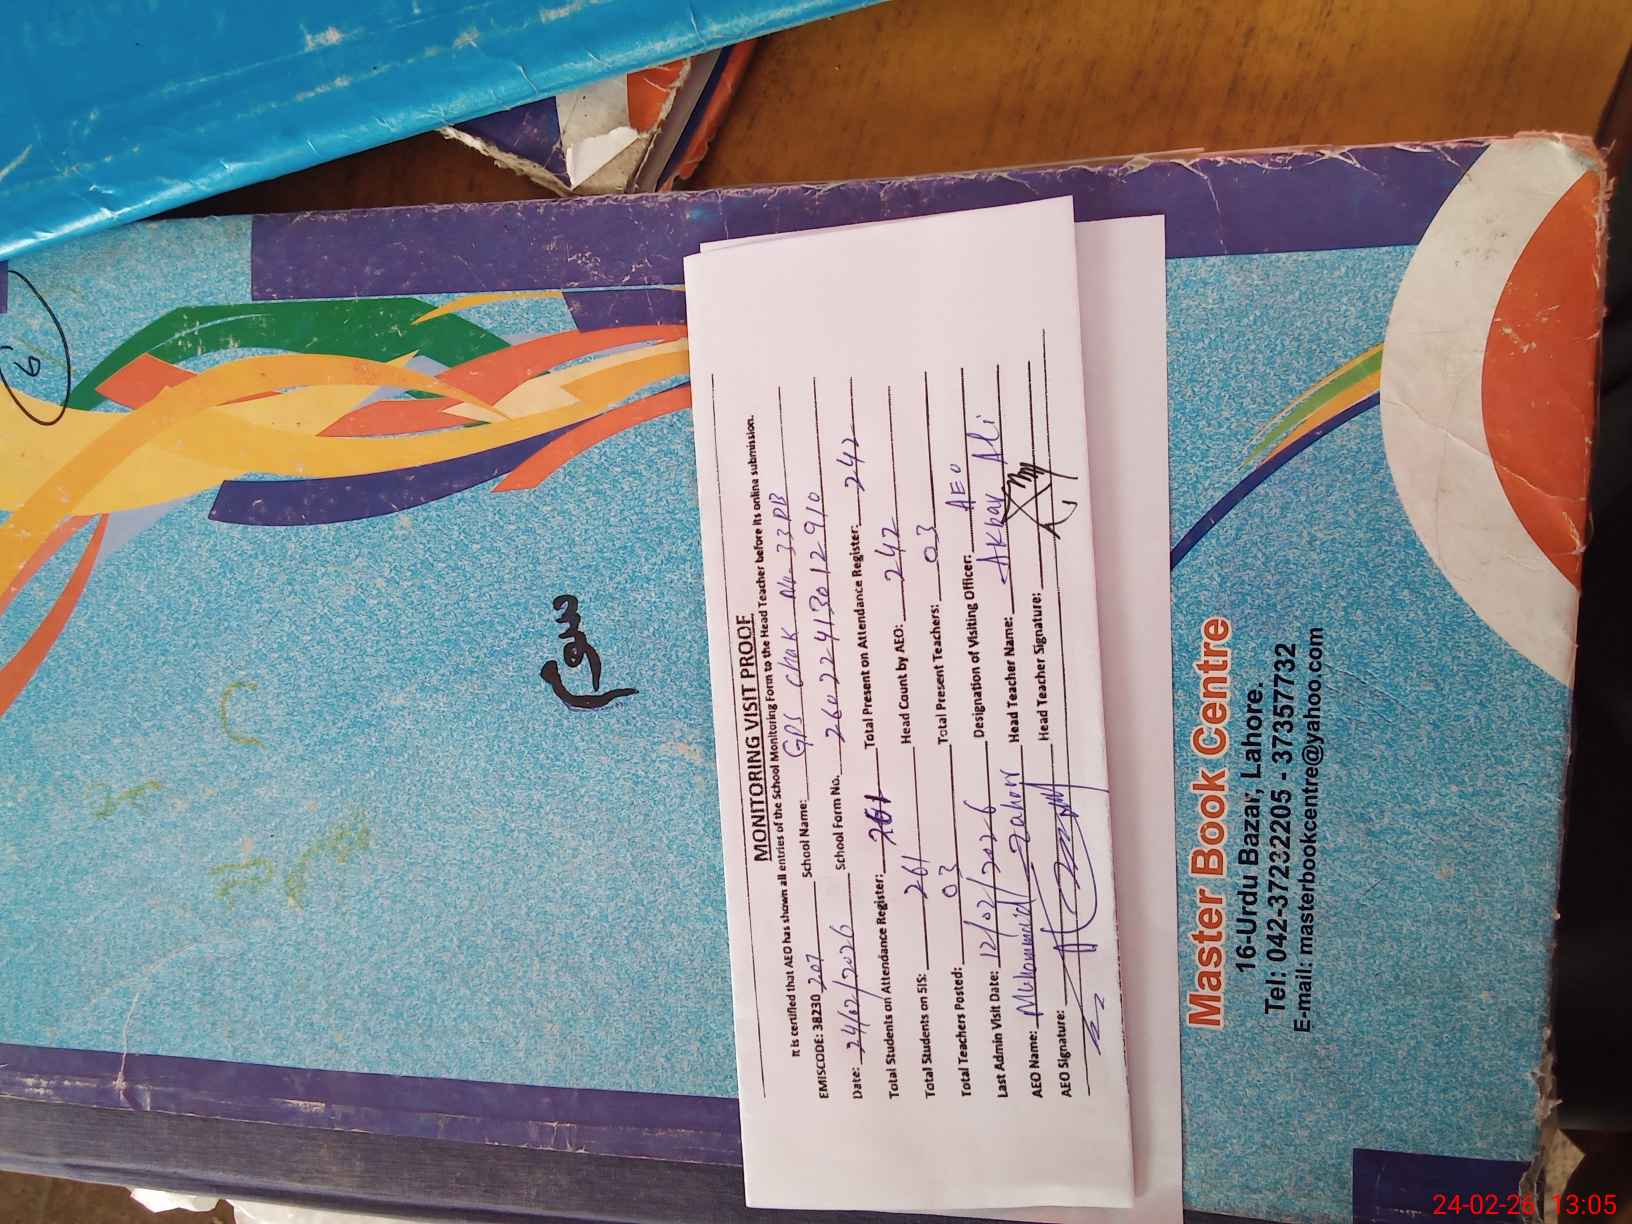 MONITORING VISIT PROOF
It is certified that AEO has shown all entries of the School Monitoring Form to the Head Teacher before its online submission.
EMISCODE: 38230 207 School Name: GPS Chak No. 33 PB
Date: 24/02/2026 School Form No. 260224130129 10
Total Students on Attendance Register: 261 Total Present on Attendance Register: 242
Total Students on SIS: 261 Head Count by AEO: 242
Total Teachers Posted: 03 Total Present Teachers: 03
Last Admin Visit Date: 12/02/2026 Designation of Visiting Officer: AEO
AEO Name: Muhammad Zahoor Head Teacher Name: Akbar Ali
AEO Signature: Head Teacher Signature:
Master Book Centre
16-Urdu Bazar, Lahore.
Tel: 042-37232205 - 37357732
E-mail: masterbookcentre@yahoo.com
24-02-26 13:05